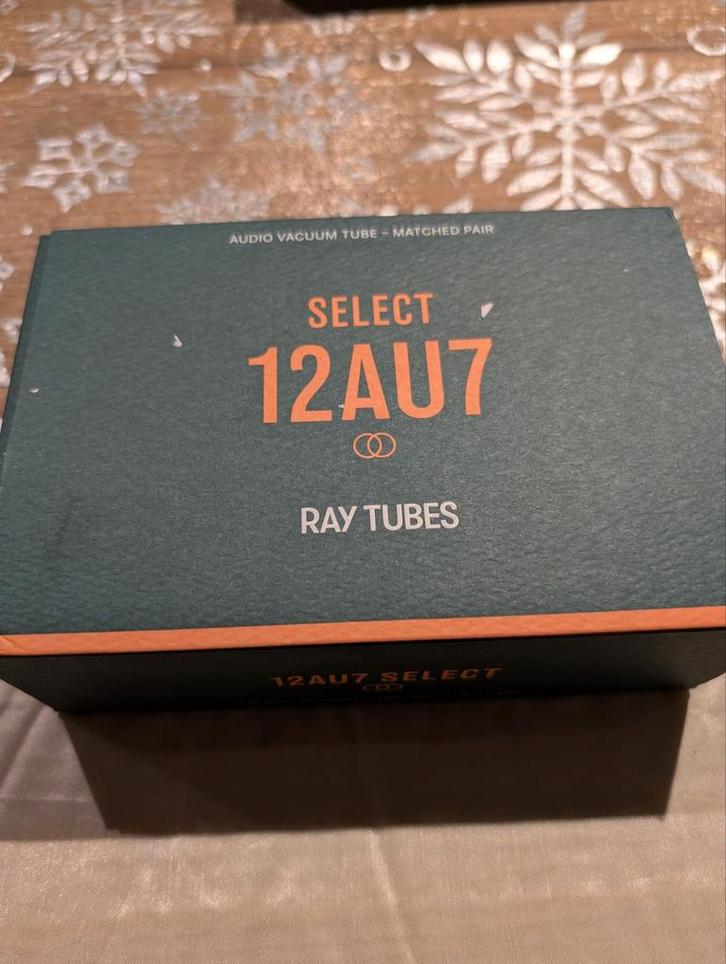 AUDIO VACUUM TUBE - MATCHED PAIR
SELECT
12AU7
RAY TUBES
12AU7 SELECT